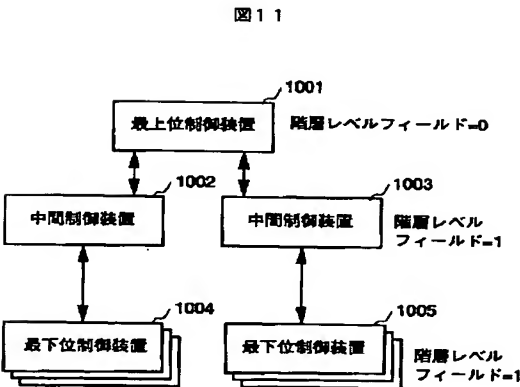 図11
1001
最上位制御装置
階層レベルフィールド=0
1002
1003
中間制御装置
中間制御装置
階層レベル
フィールド=1
1004
1005
最下位制御装置
最下位制御装置
階層レベル
フィールド=1